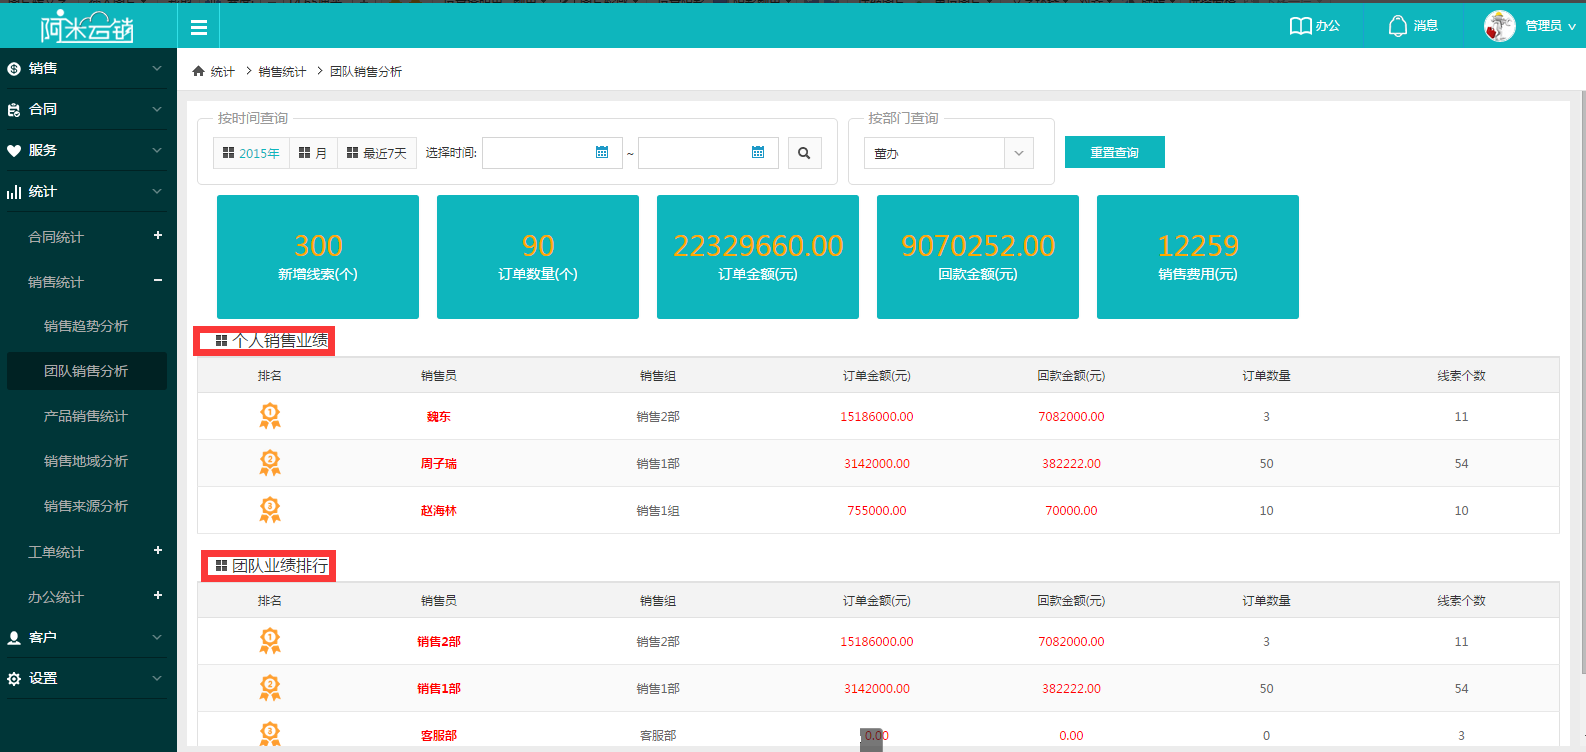 阿米云销
办公
消息
管理员
销售
合同
服务
统计
合同统计
销售统计
销售趋势分析
团队销售分析
产品销售统计
销售地域分析
销售来源分析
工单统计
办公统计
客户
设置
统计 > 销售统计 > 团队销售分析
按时间查询
2015年 月 最近7天 选择时间: ~
按部门查询
董办
重置查询
300
新增线索(个)
90
订单数量(个)
22329660.00
订单金额(元)
9070252.00
回款金额(元)
12259
销售费用(元)
个人销售业绩
排名 销售员 销售组 订单金额(元) 回款金额(元) 订单数量 线索个数
1 魏东 销售2部 15186000.00 7082000.00 3 11
2 周子瑞 销售1部 3142000.00 382222.00 50 54
3 赵海林 销售1组 755000.00 70000.00 10 10
团队业绩排行
排名 销售员 销售组 订单金额(元) 回款金额(元) 订单数量 线索个数
1 销售2部 销售2部 15186000.00 7082000.00 3 11
2 销售1部 销售1部 3142000.00 382222.00 50 54
3 客服部 客服部 0.00 0.00 0 3